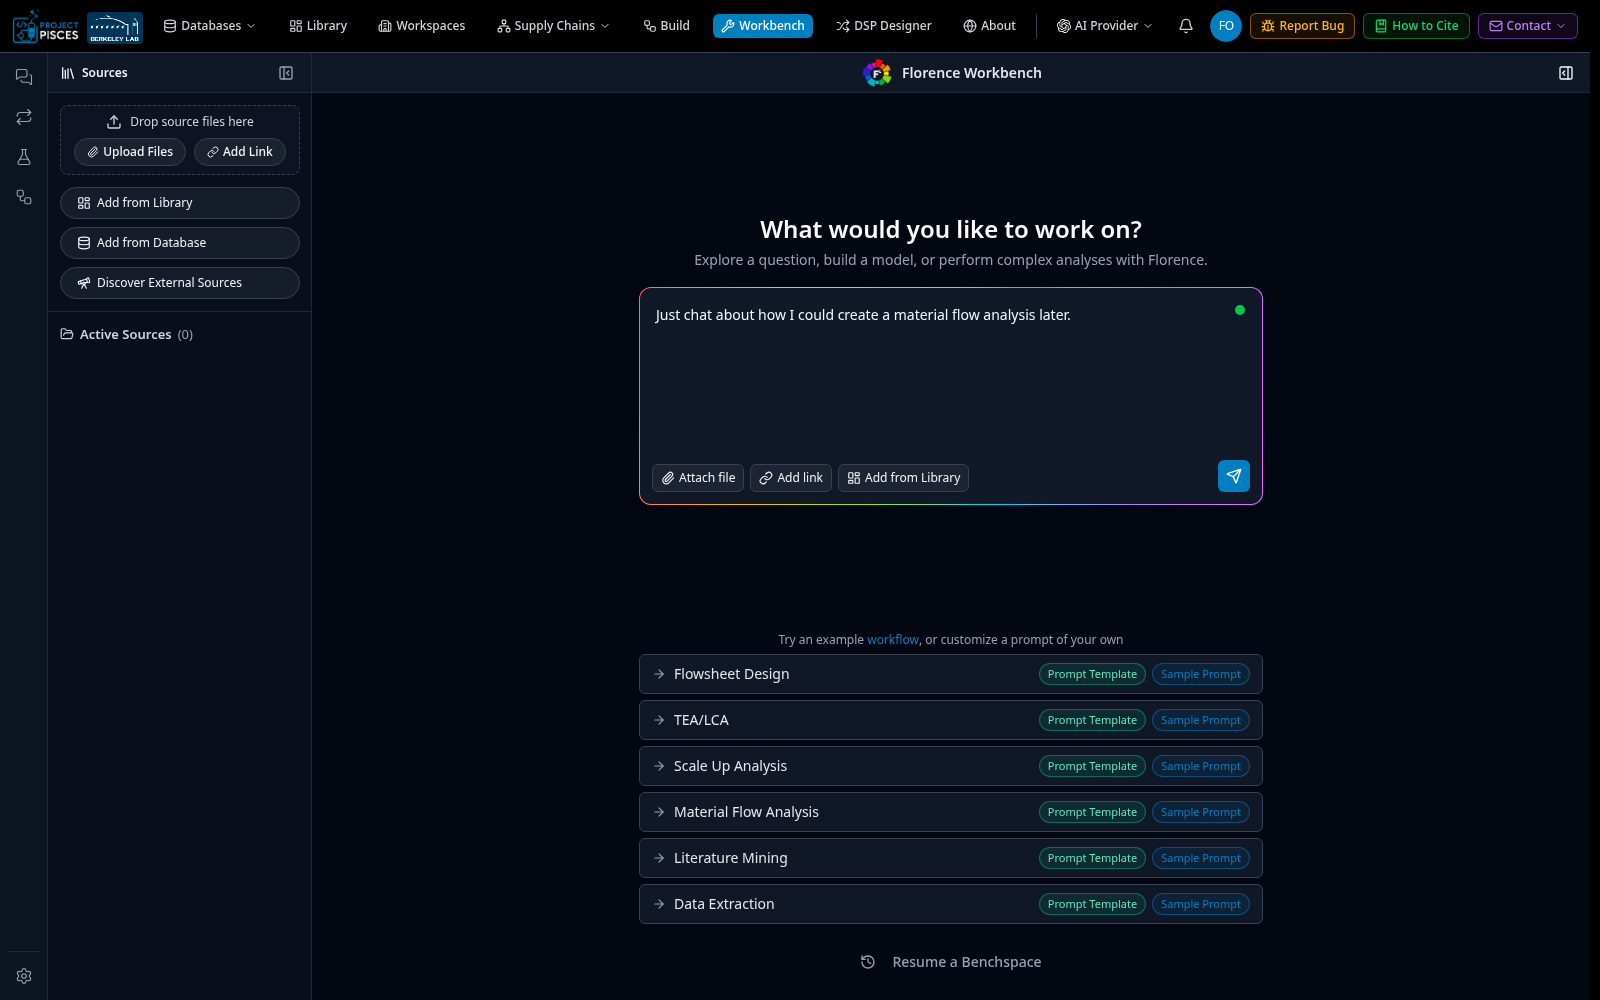 PROJECT
PISCES
BERKELEY LAB
Databases
Library
Workspaces
Supply Chains
Build
Workbench
DSP Designer
About
AI Provider
FO
Report Bug
How to Cite
Contact
Sources
Florence Workbench
Drop source files here
Upload Files
Add Link
Add from Library
Add from Database
Discover External Sources
Active Sources (0)
What would you like to work on?
Explore a question, build a model, or perform complex analyses with Florence.
Just chat about how I could create a material flow analysis later.
Attach file
Add link
Add from Library
Try an example workflow, or customize a prompt of your own
Flowsheet Design Prompt Template Sample Prompt
TEA/LCA Prompt Template Sample Prompt
Scale Up Analysis Prompt Template Sample Prompt
Material Flow Analysis Prompt Template Sample Prompt
Literature Mining Prompt Template Sample Prompt
Data Extraction Prompt Template Sample Prompt
Resume a Benchspace